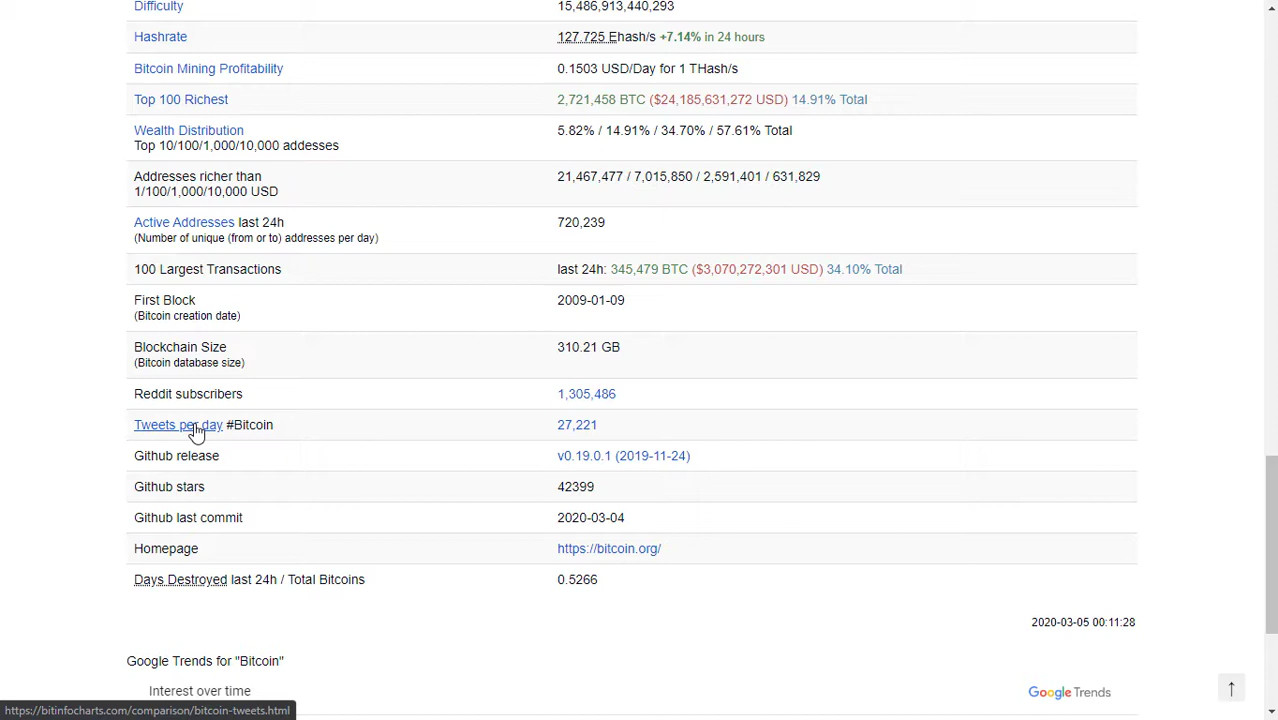 Difficulty 15,486,913,440,293
Hashrate 127.725 Ehash/s +7.14% in 24 hours
Bitcoin Mining Profitability 0.1503 USD/Day for 1 THash/s
Top 100 Richest 2,721,458 BTC ($24,185,631,272 USD) 14.91% Total
Wealth Distribution 5.82% / 14.91% / 34.70% / 57.61% Total
Top 10/100/1,000/10,000 addesses
Addresses richer than 21,467,477 / 7,015,850 / 2,591,401 / 631,829
1/100/1,000/10,000 USD
Active Addresses last 24h 720,239
(Number of unique (from or to) addresses per day)
100 Largest Transactions last 24h: 345,479 BTC ($3,070,272,301 USD) 34.10% Total
First Block 2009-01-09
(Bitcoin creation date)
Blockchain Size 310.21 GB
(Bitcoin database size)
Reddit subscribers 1,305,486
Tweets per day #Bitcoin 27,221
Github release v0.19.0.1 (2019-11-24)
Github stars 42399
Github last commit 2020-03-04
Homepage https://bitcoin.org/
Days Destroyed last 24h / Total Bitcoins 0.5266
2020-03-05 00:11:28
Google Trends for "Bitcoin"
Interest over time Google Trends
https://bitinfocharts.com/comparison/bitcoin-tweets.html